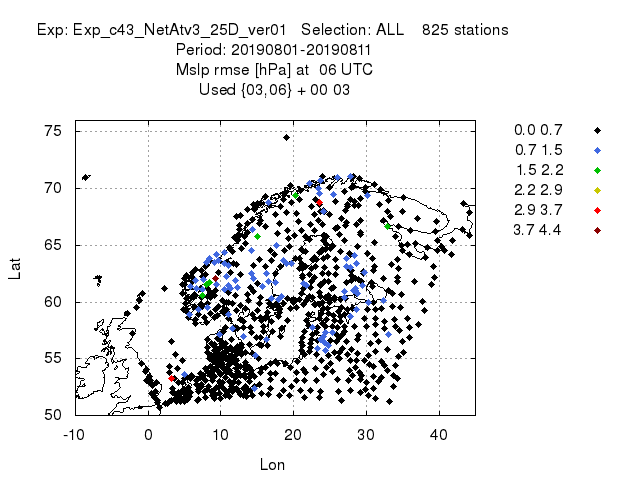 Exp: Exp_c43_NetAtv3_25D_ver01 Selection: ALL 825 stations
Period: 20190801-20190811
Mslp rmse [hPa] at 06 UTC
Used {03,06} + 00 03
75
70
65
60
55
50
-10 0 10 20 30 40
Lat
Lon
0.0 0.7
0.7 1.5
1.5 2.2
2.2 2.9
2.9 3.7
3.7 4.4